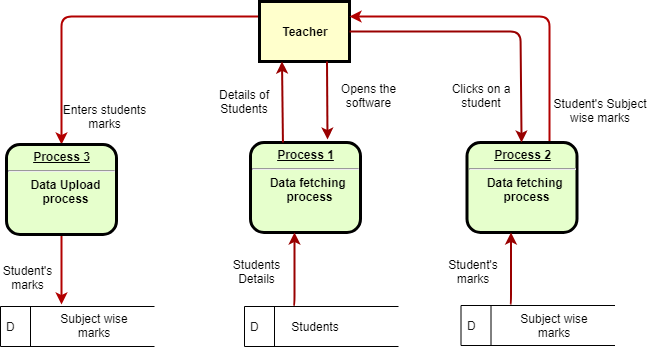 Teacher
Enters students
marks
Details of
Students
Opens the
software
Clicks on a
student
Student's Subject
wise marks
Process 3
Data Upload
process
Process 1
Data fetching
process
Process 2
Data fetching
process
Student's
marks
Students
Details
Student's
marks
D
Subject wise
marks
D
Students
D
Subject wise
marks